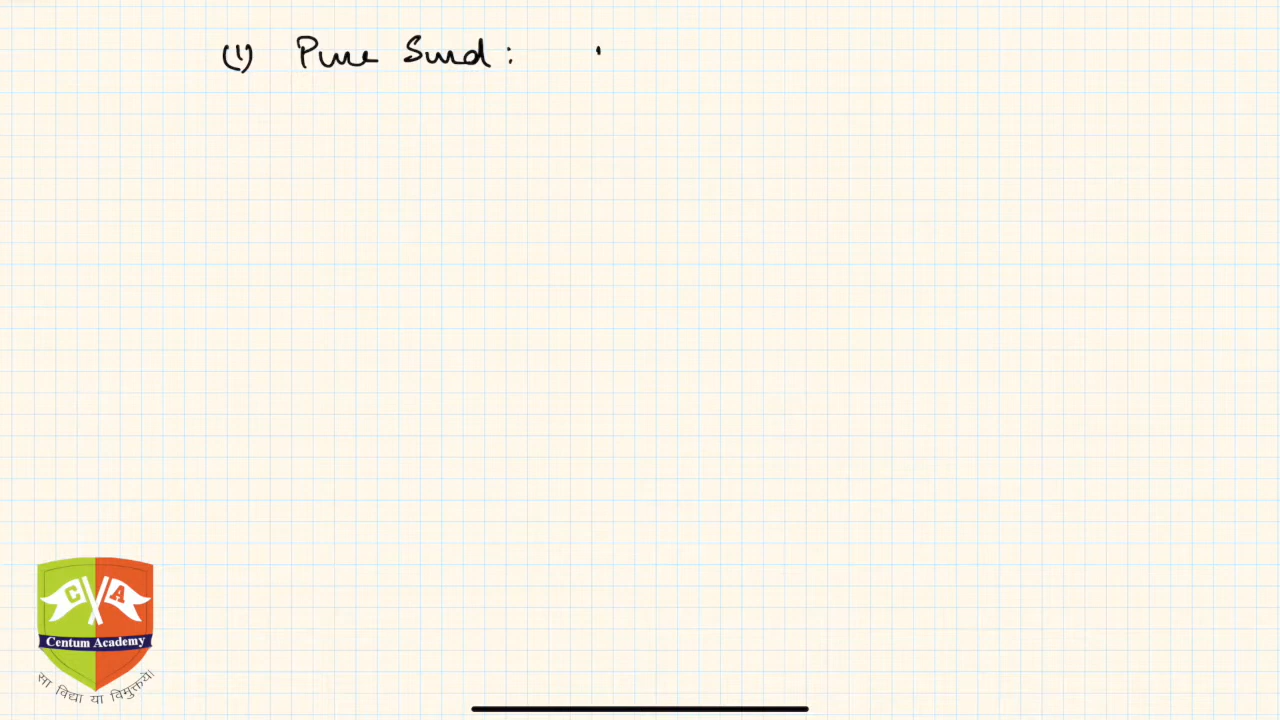 (1) Pure Surd :
C A
Centum Academy
सा विद्या या विमुक्तये